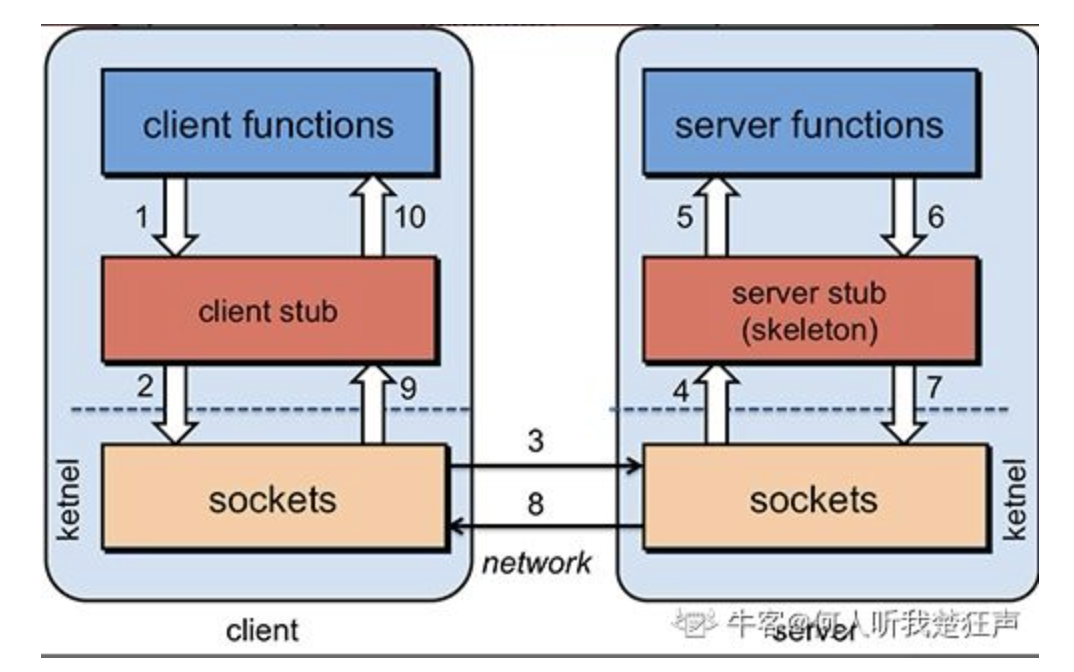 client functions
server functions
1
10
5
6
client stub
server stub
(skeleton)
2
9
4
7
3
ketnel
sockets
sockets
ketnel
8
network
client
server
牛客@何人听我楚狂声